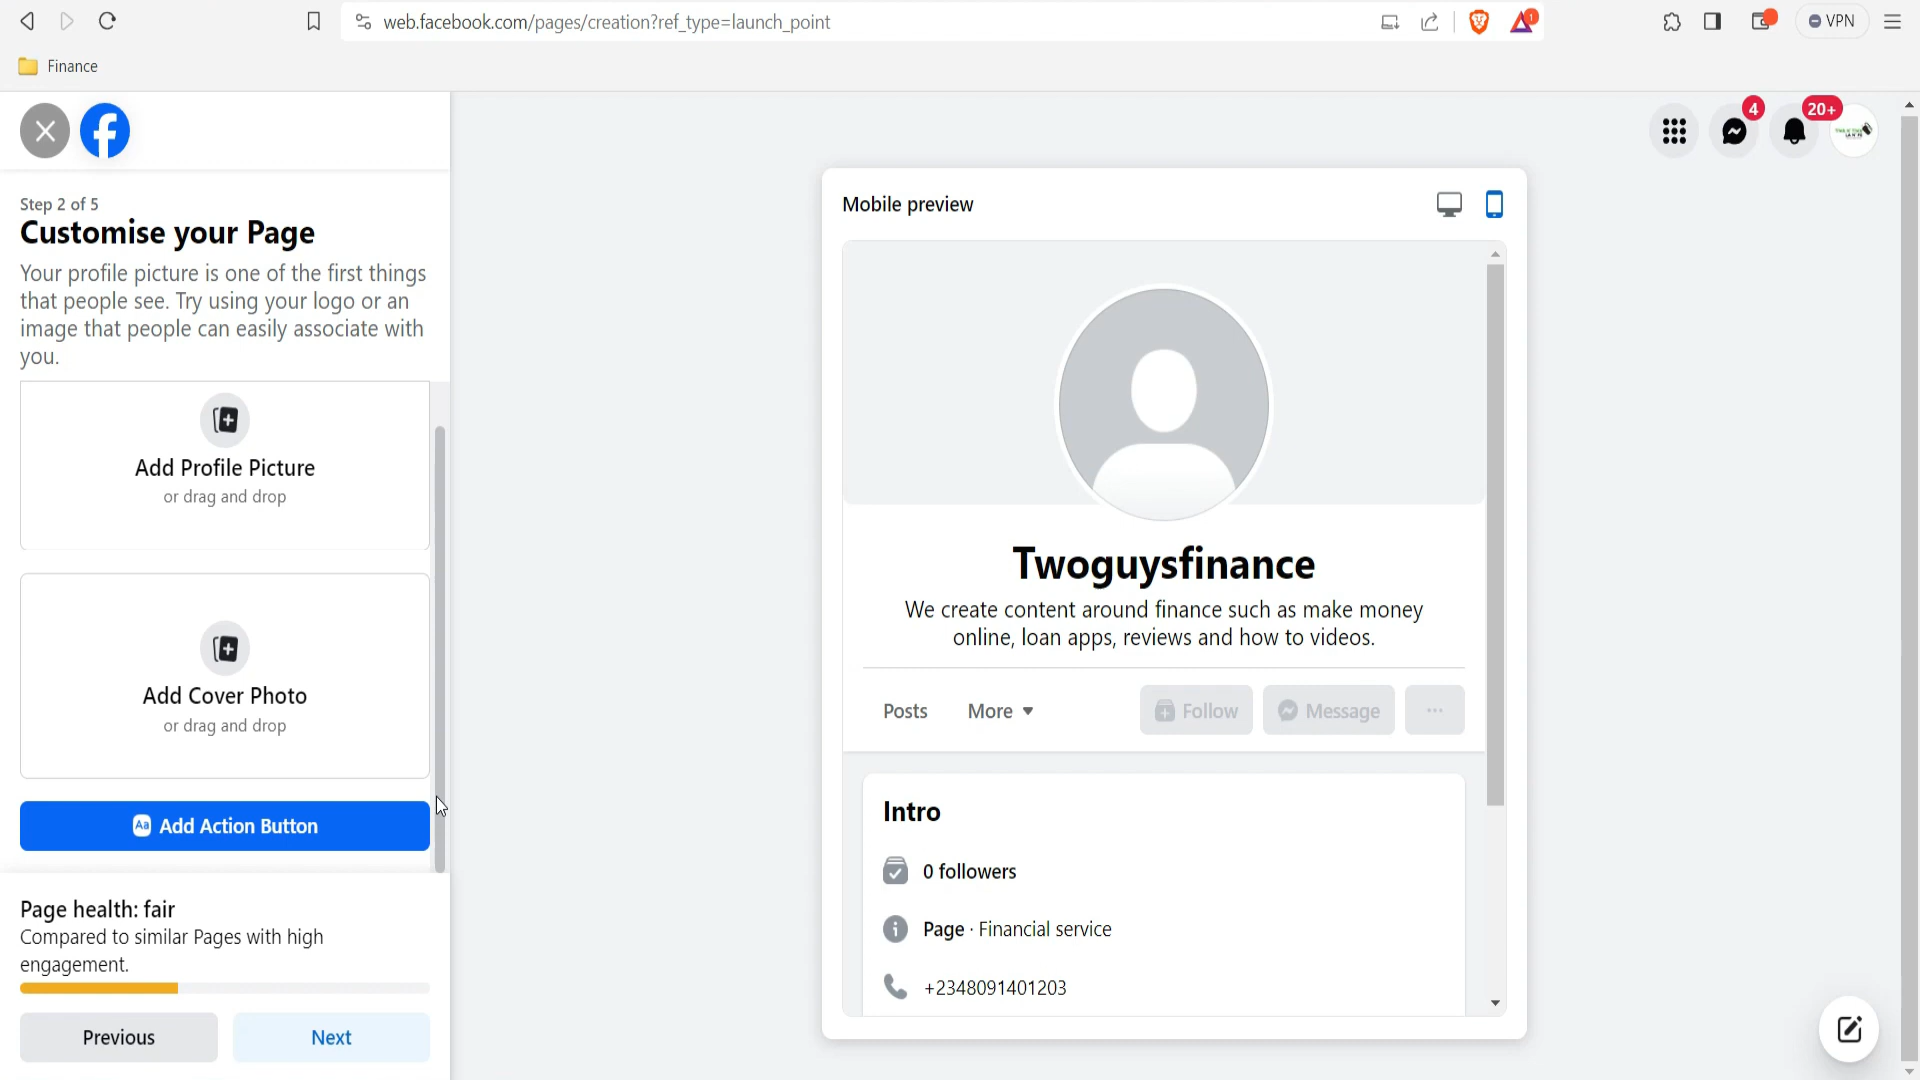 web.facebook.com/pages/creation?ref_type=launch_point
1
VPN
Finance
4
20+
Step 2 of 5
Customise your Page
Your profile picture is one of the first things
that people see. Try using your logo or an
image that people can easily associate with
you.
Add Profile Picture
or drag and drop
Add Cover Photo
or drag and drop
Aa Add Action Button
Page health: fair
Compared to similar Pages with high
engagement.
Previous
Next
Mobile preview
Twoguysfinance
We create content around finance such as make money
online, loan apps, reviews and how to videos.
Posts
More
Follow
Message
...
Intro
0 followers
Page · Financial service
+2348091401203